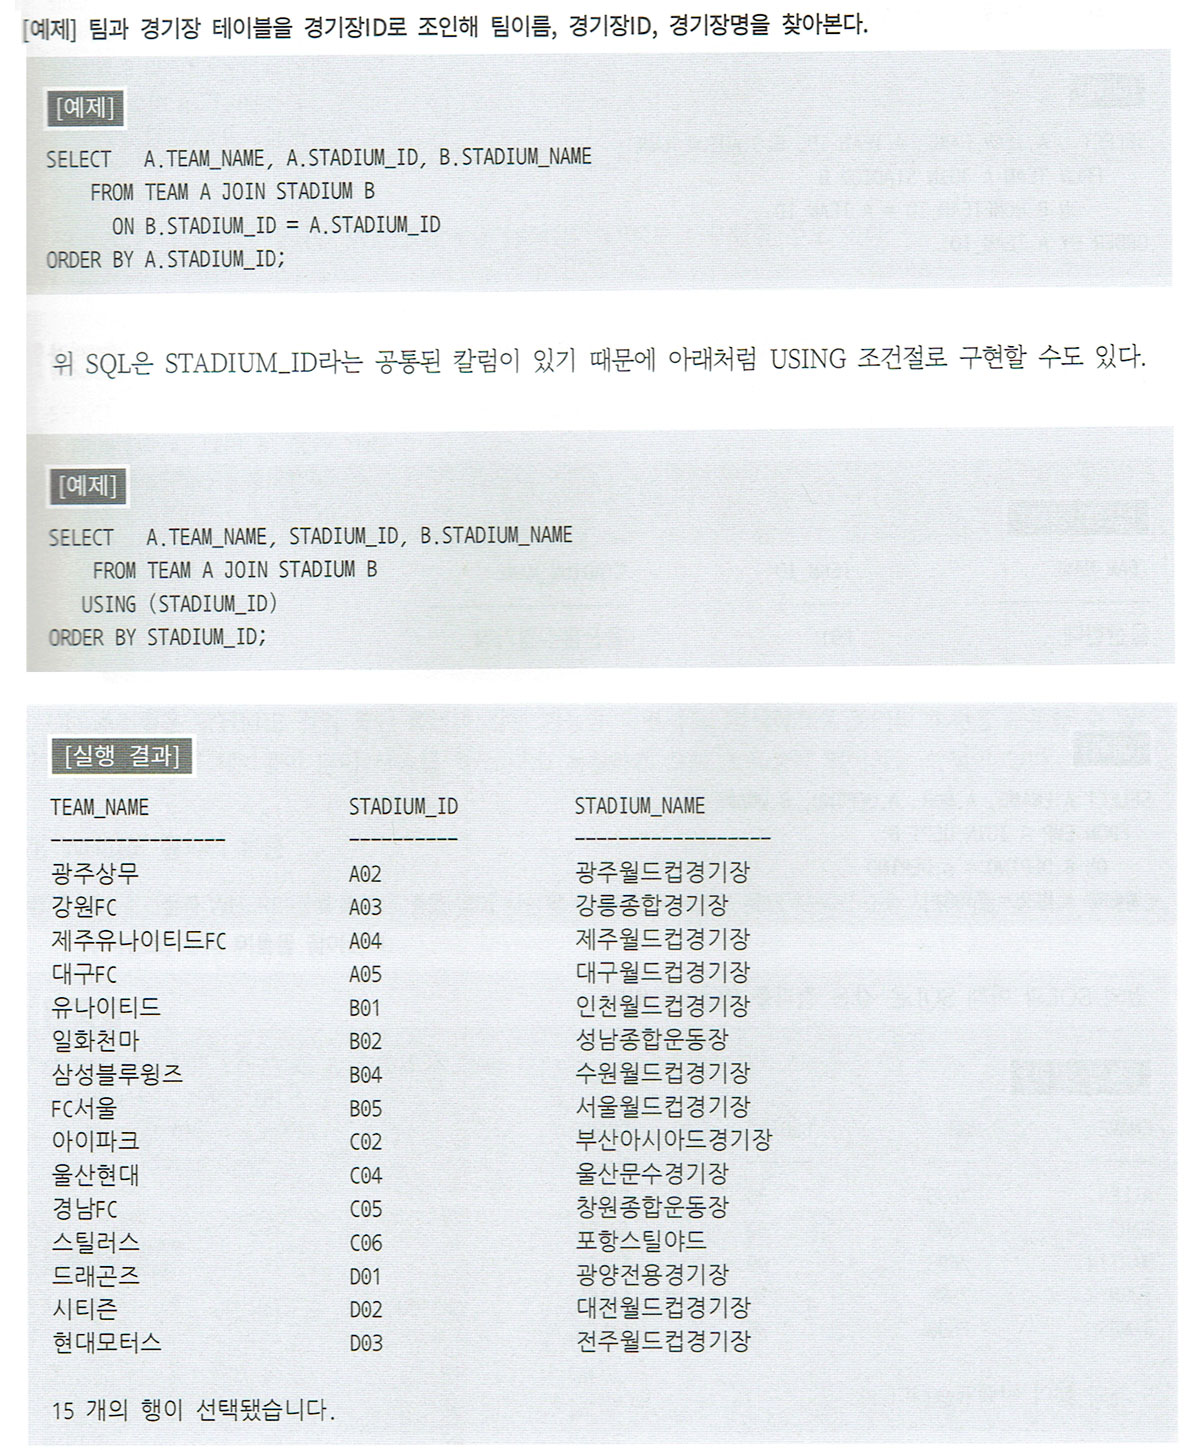 [예제] 팀과 경기장 테이블을 경기장ID로 조인해 팀이름, 경기장ID, 경기장명을 찾아본다.
[예제]
SELECT A.TEAM_NAME, A.STADIUM_ID, B.STADIUM_NAME
FROM TEAM A JOIN STADIUM B
ON B.STADIUM_ID = A.STADIUM_ID
ORDER BY A.STADIUM_ID;
위 SQL은 STADIUM_ID라는 공통된 칼럼이 있기 때문에 아래처럼 USING 조건절로 구현할 수도 있다.
[예제]
SELECT A.TEAM_NAME, STADIUM_ID, B.STADIUM_NAME
FROM TEAM A JOIN STADIUM B
USING (STADIUM_ID)
ORDER BY STADIUM_ID;
[실행 결과]
TEAM_NAME STADIUM_ID STADIUM_NAME
---------------- ---------- ------------------
광주상무 A02 광주월드컵경기장
강원FC A03 강릉종합경기장
제주유나이티드FC A04 제주월드컵경기장
대구FC A05 대구월드컵경기장
유나이티드 B01 인천월드컵경기장
일화천마 B02 성남종합운동장
삼성블루윙즈 B04 수원월드컵경기장
FC서울 B05 서울월드컵경기장
아이파크 C02 부산아시아드경기장
울산현대 C04 울산문수경기장
경남FC C05 창원종합운동장
스틸러스 C06 포항스틸야드
드래곤즈 D01 광양전용경기장
시티즌 D02 대전월드컵경기장
현대모터스 D03 전주월드컵경기장
15 개의 행이 선택됐습니다.